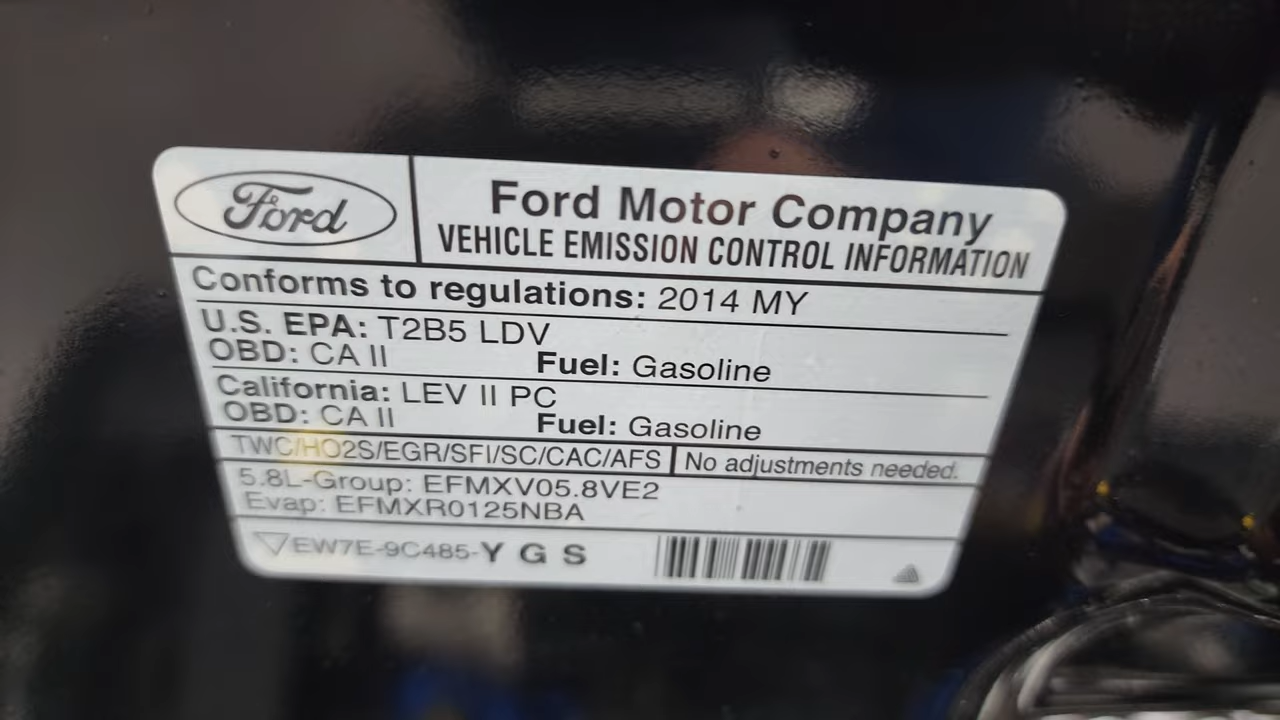 Ford
Ford Motor Company
VEHICLE EMISSION CONTROL INFORMATION
Conforms to regulations: 2014 MY
U.S. EPA: T2B5 LDV
OBD: CA II Fuel: Gasoline
California: LEV II PC
OBD: CA II Fuel: Gasoline
TWC/HO2S/EGR/SFI/SC/CAC/AFS No adjustments needed.
5.8L-Group: EFMXV05.8VE2
Evap: EFMXR0125NBA
EW7E-9C485-Y G S